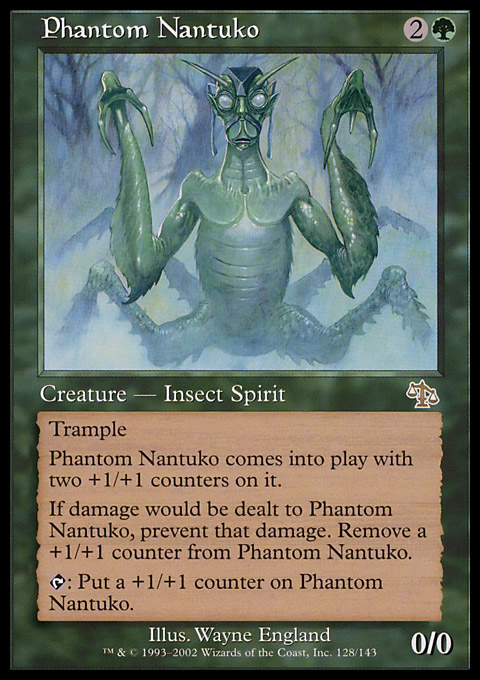 Phantom Nantuko 2
Creature — Insect Spirit
Trample
Phantom Nantuko comes into play with
two +1/+1 counters on it.
If damage would be dealt to Phantom
Nantuko, prevent that damage. Remove a
+1/+1 counter from Phantom Nantuko.
: Put a +1/+1 counter on Phantom
Nantuko.
Illus. Wayne England
™ & © 1993–2002 Wizards of the Coast, Inc. 128/143
0/0